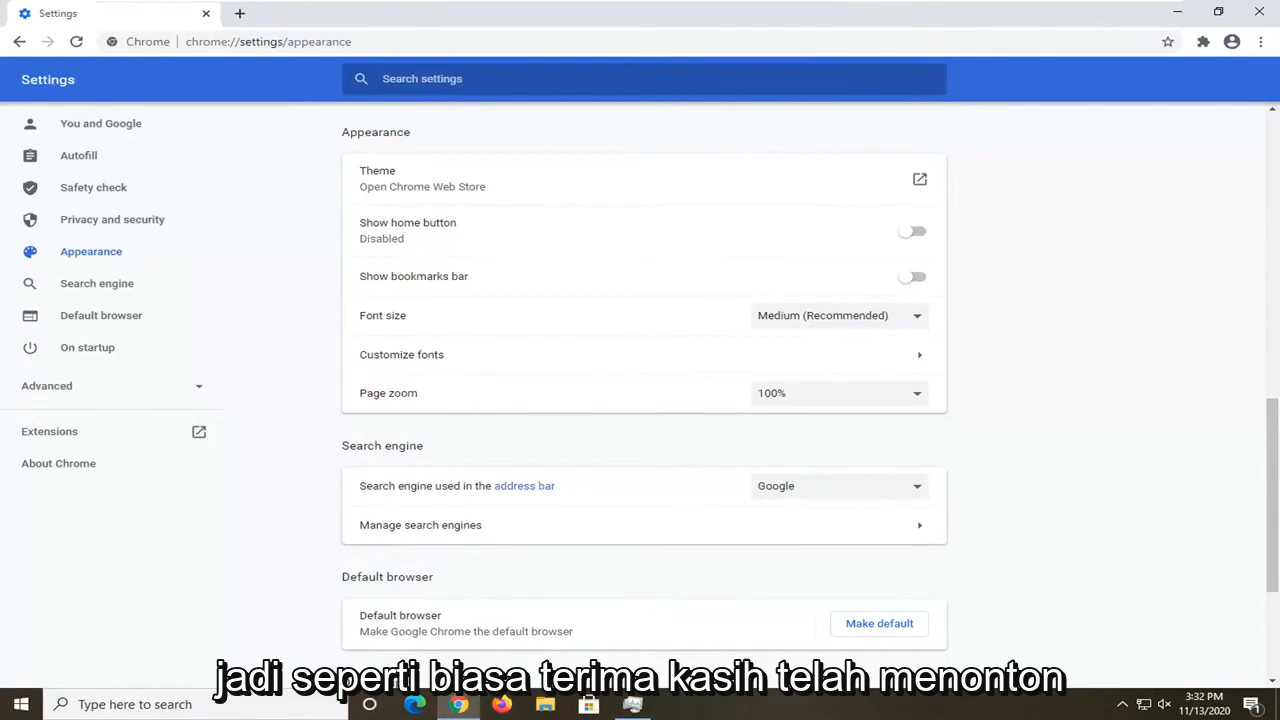 Settings
Chrome
chrome://settings/appearance
Settings
Search settings
You and Google
Autofill
Safety check
Privacy and security
Appearance
Search engine
Default browser
On startup
Advanced
Extensions
About Chrome
Appearance
Theme
Open Chrome Web Store
Show home button
Disabled
Show bookmarks bar
Font size
Medium (Recommended)
Customize fonts
Page zoom
100%
Search engine
Search engine used in the address bar
Google
Manage search engines
Default browser
Default browser
Make Google Chrome the default browser
Make default
jadi seperti biasa terima kasih telah menonton
Type here to search
3:32 PM
11/13/2020
1